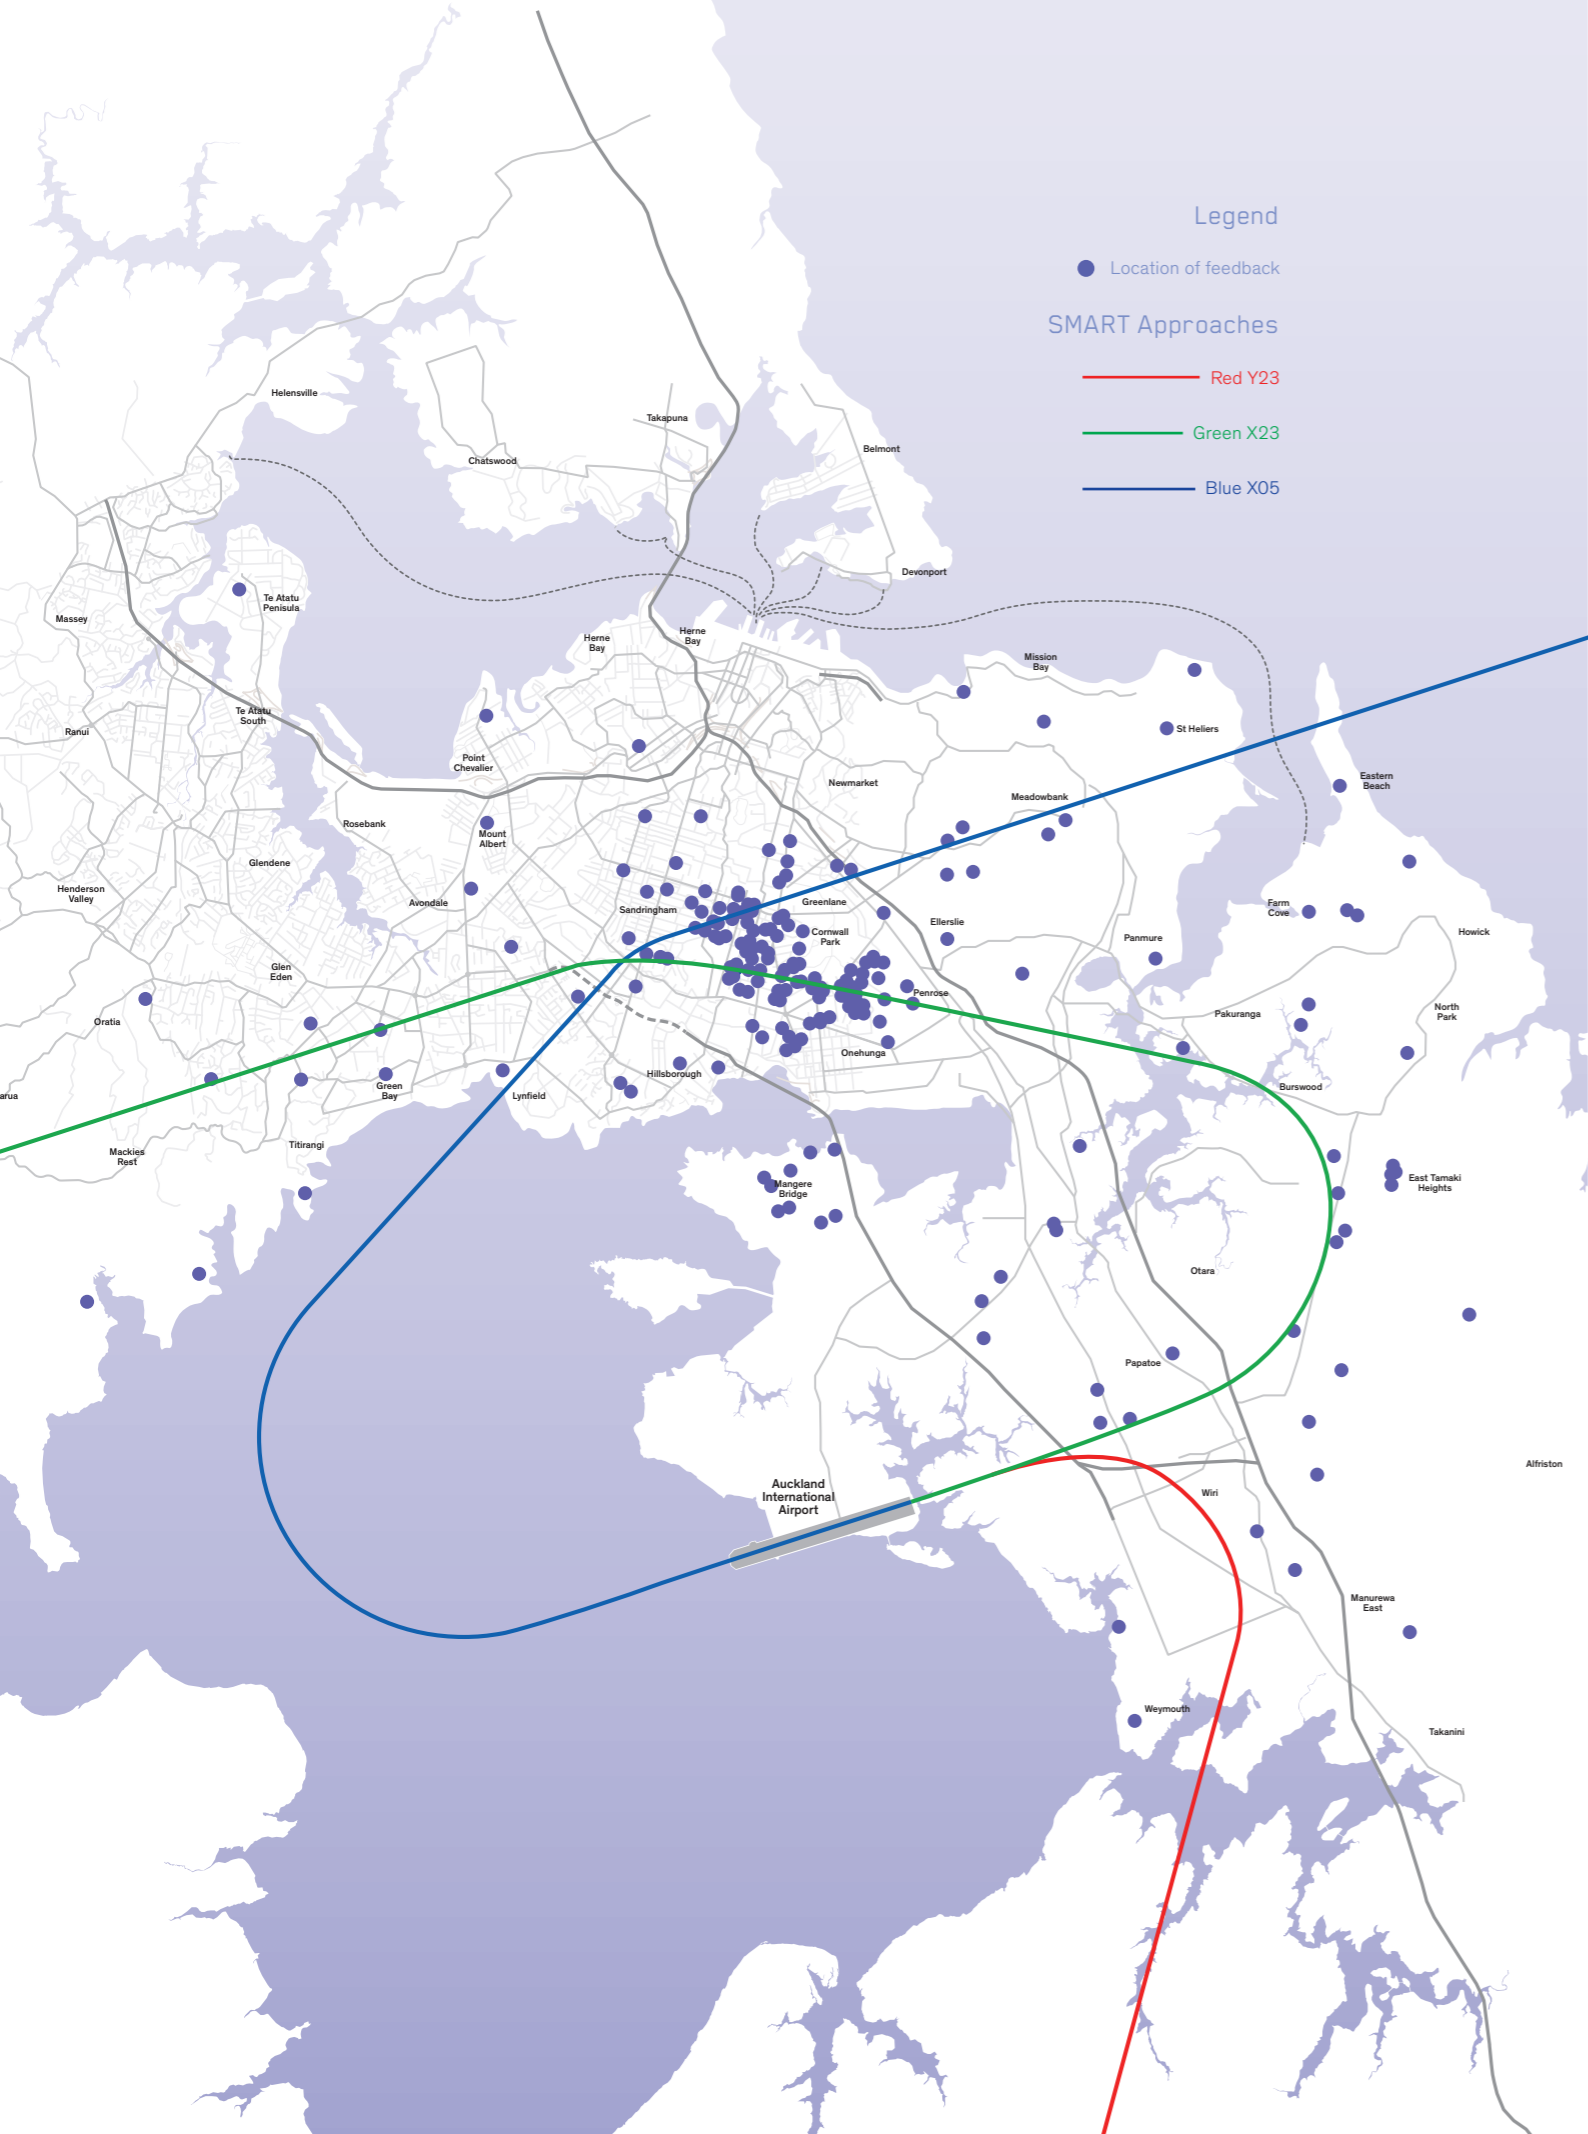 Legend
Location of feedback
SMART Approaches
Red Y23
Green X23
Blue X05
Helensville
Takapuna
Chatswood
Belmont
Devonport
Te Atatu
Penisula
Massey
Herne
Bay
Herne
Bay
Mission
Bay
Te Atatu
South
Ranui
St Heliers
Point
Chevalier
Newmarket
Eastern
Beach
Meadowbank
Rosebank
Mount
Albert
Glendene
Henderson
Valley
Avondale
Sandringham
Greenlane
Cornwall
Park
Ellerslie
Farm
Cove
Howick
Panmure
Glen
Eden
Oratia
Penrose
Pakuranga
North
Park
Onehunga
Hillsborough
Burswood
Green
Bay
Lynfield
arua
Titirangi
Mackies
Rest
Mangere
Bridge
East Tamaki
Heights
Otara
Papatoe
Auckland
International
Airport
Wiri
Alfriston
Manurewa
East
Weymouth
Takanini